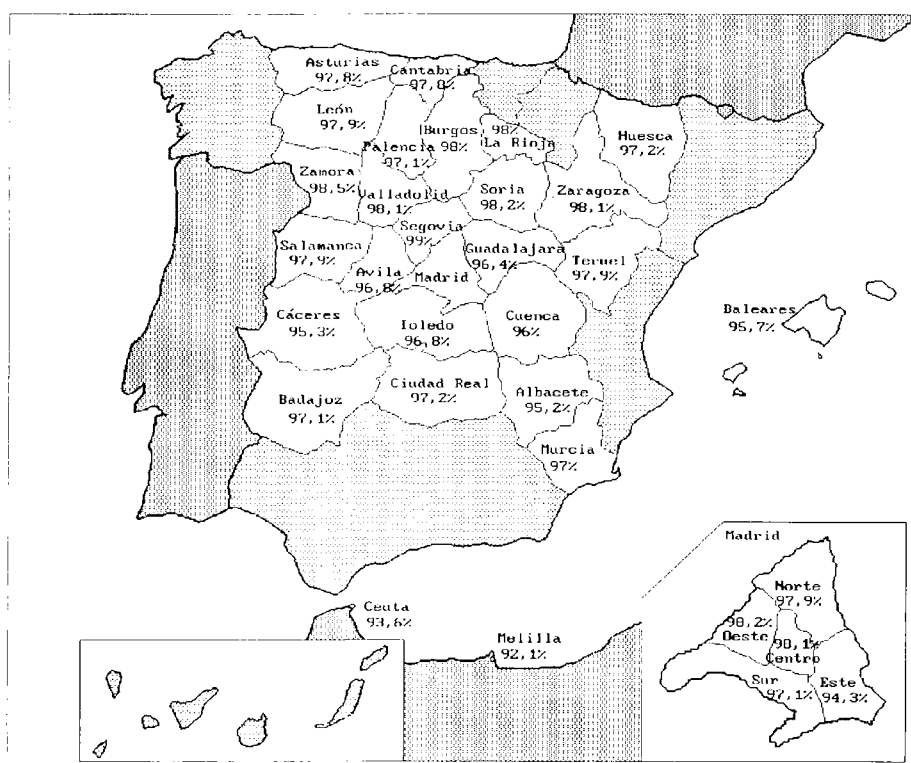 Asturias
97,8%
Cantabria
97,8%
León
97,9%
Palencia
97,1%
Burgos
98%
98%
La Rioja
Huesca
97,2%
Zamora
98,5%
Valladolid
98,1%
Soria
98,2%
Zaragoza
98,1%
Segovia
99%
Salamanca
97,9%
Avila
96,8%
Madrid
Guadalajara
96,4%
Teruel
97,9%
Cáceres
95,3%
Toledo
96,8%
Cuenca
96%
Baleares
95,7%
Badajoz
97,1%
Ciudad Real
97,2%
Albacete
95,2%
Murcia
97%
Ceuta
93,6%
Melilla
92,1%
Madrid
Norte
97,9%
98,2%
Oeste
98,1%
Centro
Sur
97,1%
Este
94,3%